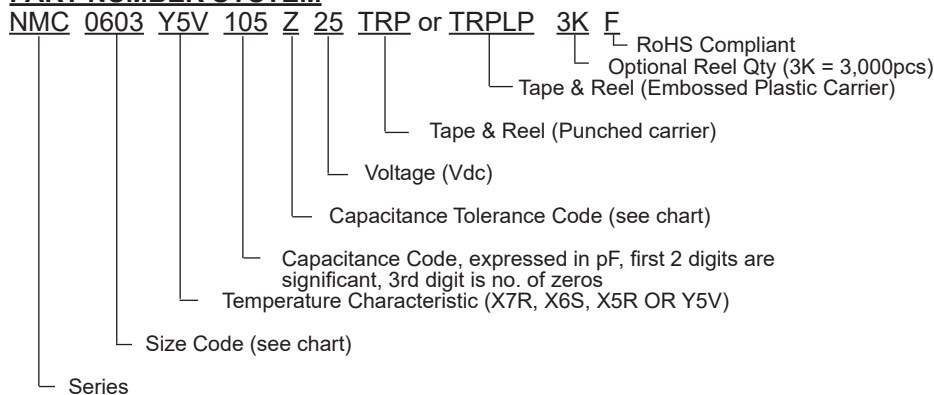 PART NUMBER SYSTEM
NMC 0603 Y5V 105 Z 25 TRP or TRPLP 3K F
RoHS Compliant
Optional Reel Qty (3K = 3,000pcs)
Tape & Reel (Embossed Plastic Carrier)
Tape & Reel (Punched carrier)
Voltage (Vdc)
Capacitance Tolerance Code (see chart)
Capacitance Code, expressed in pF, first 2 digits are
significant, 3rd digit is no. of zeros
Temperature Characteristic (X7R, X6S, X5R OR Y5V)
Size Code (see chart)
Series